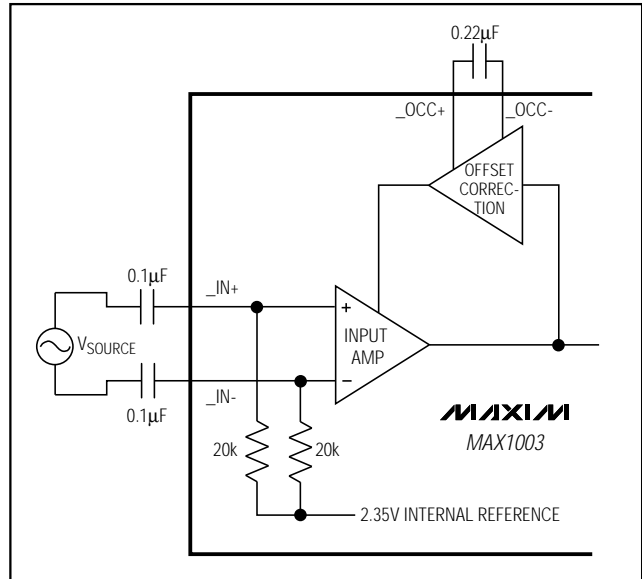 0.22µF
_OCC+
_OCC-
OFFSET
CORREC-
TION
0.1µF
_IN+
+
INPUT
AMP
−
VSOURCE
_IN-
0.1µF
20k
20k
MAXIM
MAX1003
2.35V INTERNAL REFERENCE